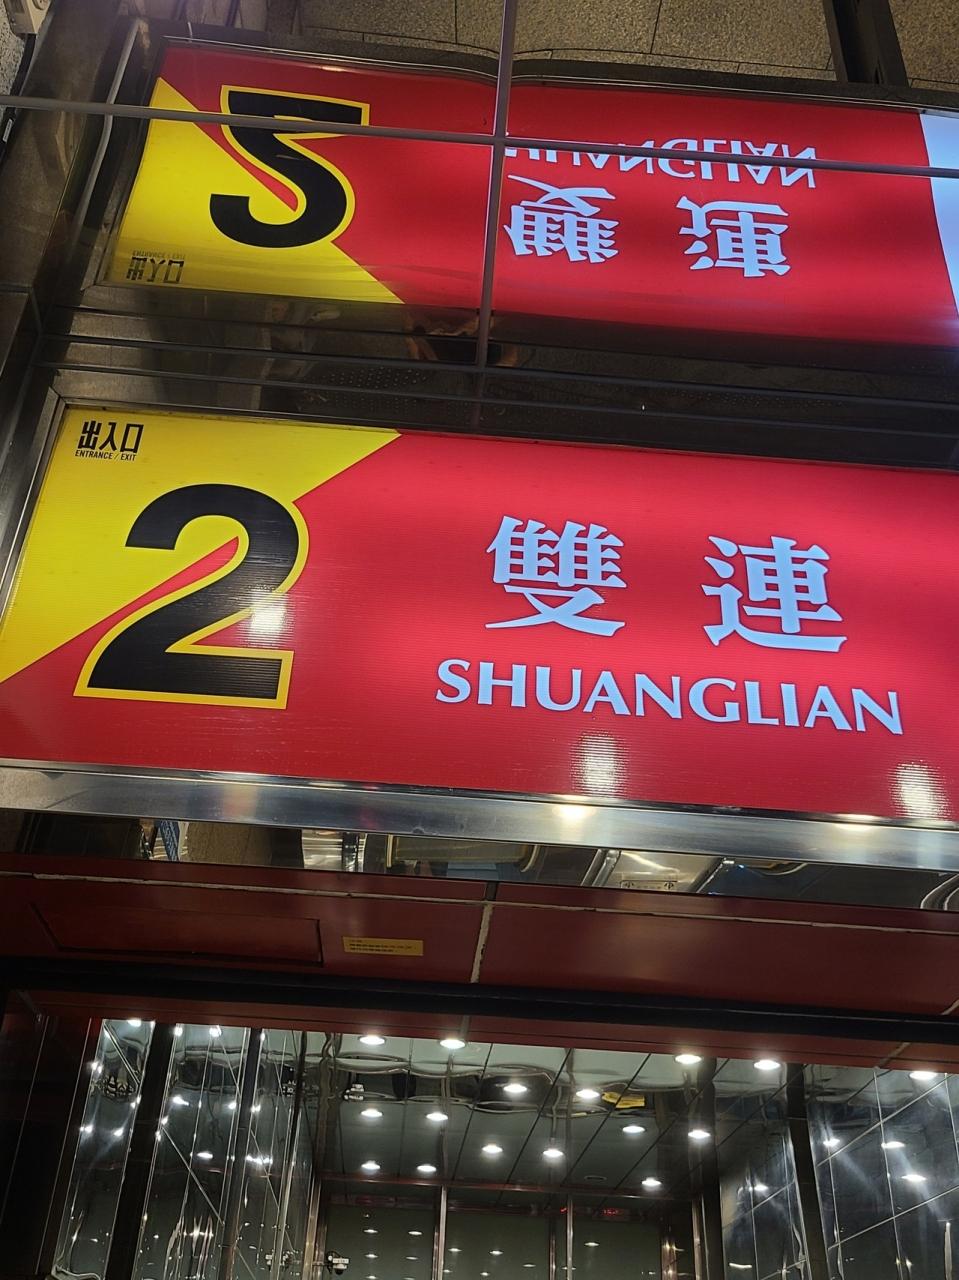 出入口
ENTRANCE / EXIT
2
雙連
SHUANGLIAN